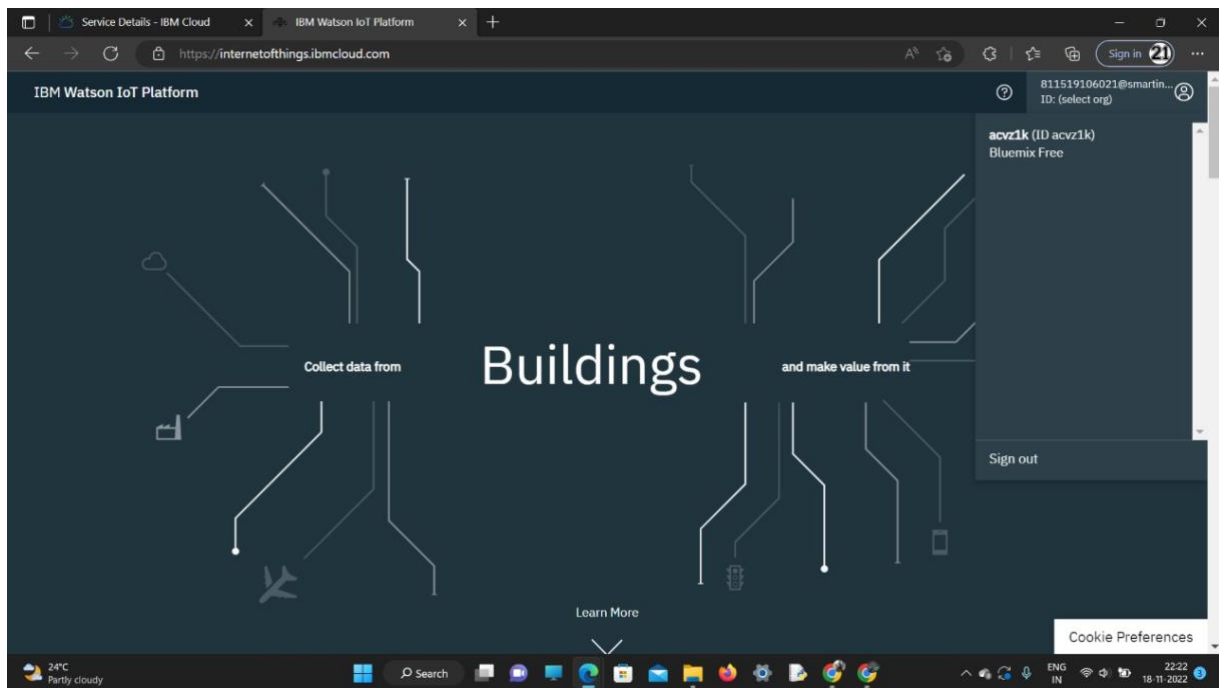 Service Details - IBM Cloud
IBM Watson IoT Platform
https://internetofthings.ibmcloud.com
Sign in
21
IBM Watson IoT Platform
811519106021@smartin...
ID: (select org)
acvz1k (ID acvz1k)
Bluemix Free
Collect data from
Buildings
and make value from it
Sign out
Learn More
Cookie Preferences
24°C
Partly cloudy
Search
ENG
IN
22:22
18-11-2022
3